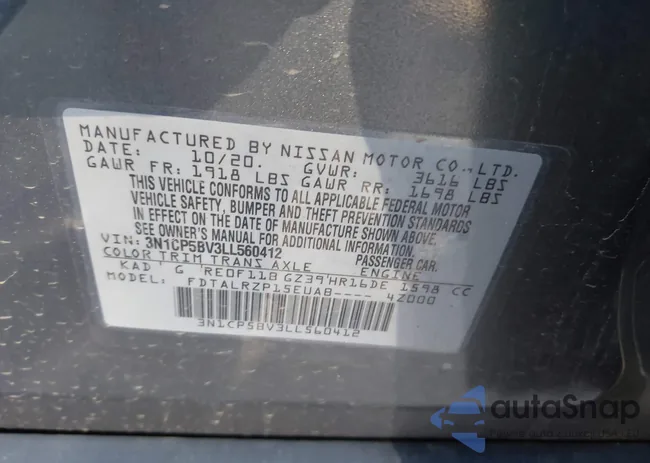 MANUFACTURED BY NISSAN MOTOR CO.,LTD.
DATE: 10/20. GVWR: 3616 LBS
GAWR FR: 1918 LBS GAWR RR: 1698 LBS
THIS VEHICLE CONFORMS TO ALL APPLICABLE FEDERAL MOTOR
VEHICLE SAFETY, BUMPER AND THEFT PREVENTION STANDARDS
IN EFFECT ON THE DATE OF MANUFACTURE SHOWN ABOVE.
SEE OWNER'S MANUAL FOR ADDITIONAL INFORMATION.
VIN: 3N1CP5BV3LL560412 PASSENGER CAR.
COLOR TRIM TRANS AXLE ENGINE
KAD G RE0F11B GZ39 HR16DE 1598 CC
MODEL: FDTALRZP15EUAB---- 4Z000
3N1CP5BV3LL560412
autoSnap